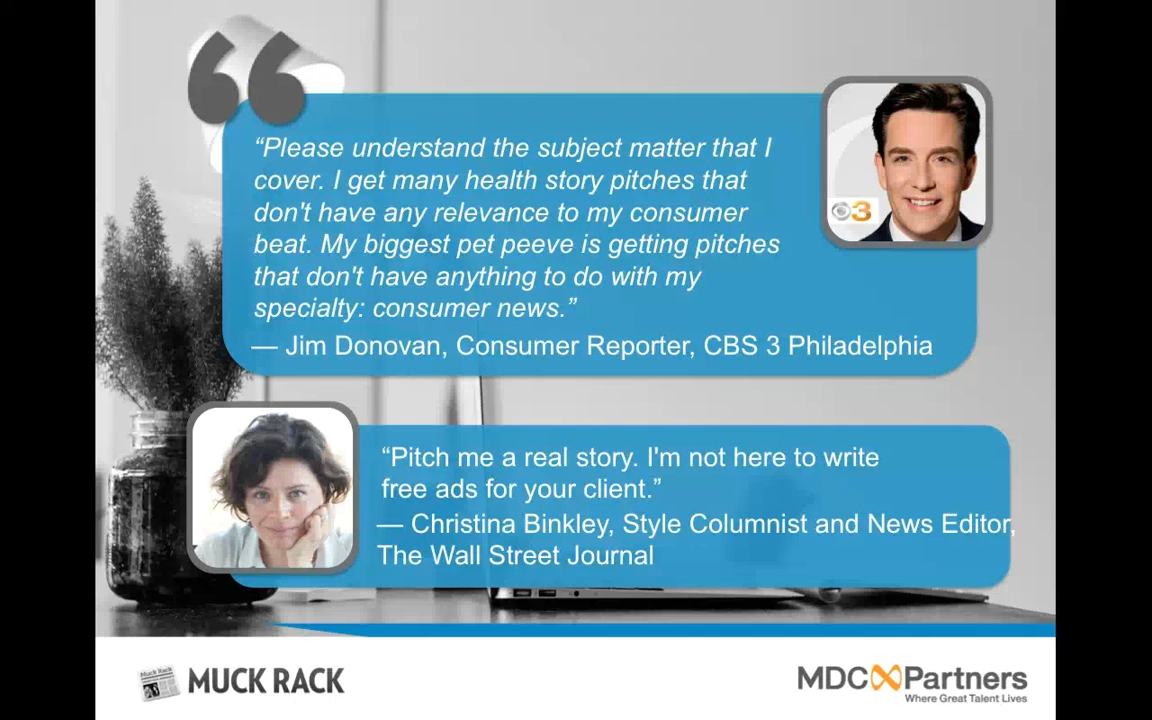 “Please understand the subject matter that I
cover. I get many health story pitches that
don't have any relevance to my consumer
beat. My biggest pet peeve is getting pitches
that don't have anything to do with my
specialty: consumer news.”
— Jim Donovan, Consumer Reporter, CBS 3 Philadelphia
3
“Pitch me a real story. I'm not here to write
free ads for your client.”
— Christina Binkley, Style Columnist and News Editor,
The Wall Street Journal
Muck Rack
MUCK RACK
MDC Partners
Where Great Talent Lives